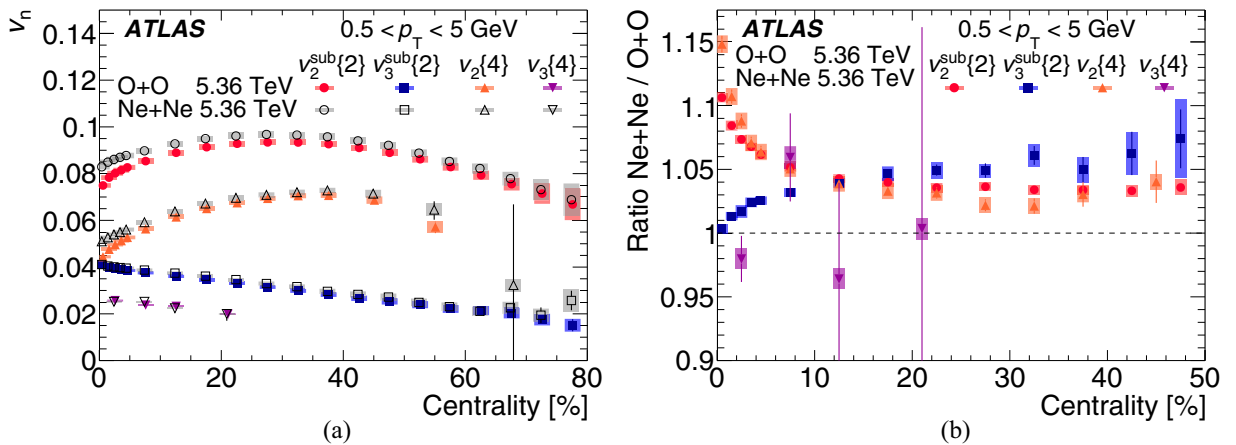 v_n
0.14
0.12
0.1
0.08
0.06
0.04
0.02
0
ATLAS 0.5 < p_T < 5 GeV
v_2^sub{2} v_3^sub{2} v_2{4} v_3{4}
O+O 5.36 TeV
Ne+Ne 5.36 TeV
0 20 40 60 80
Centrality [%]
(a)
Ratio Ne+Ne / O+O
1.15
1.1
1.05
1
0.95
0.9
ATLAS 0.5 < p_T < 5 GeV
O+O 5.36 TeV v_2^sub{2} v_3^sub{2} v_2{4} v_3{4}
Ne+Ne 5.36 TeV
0 10 20 30 40 50
Centrality [%]
(b)